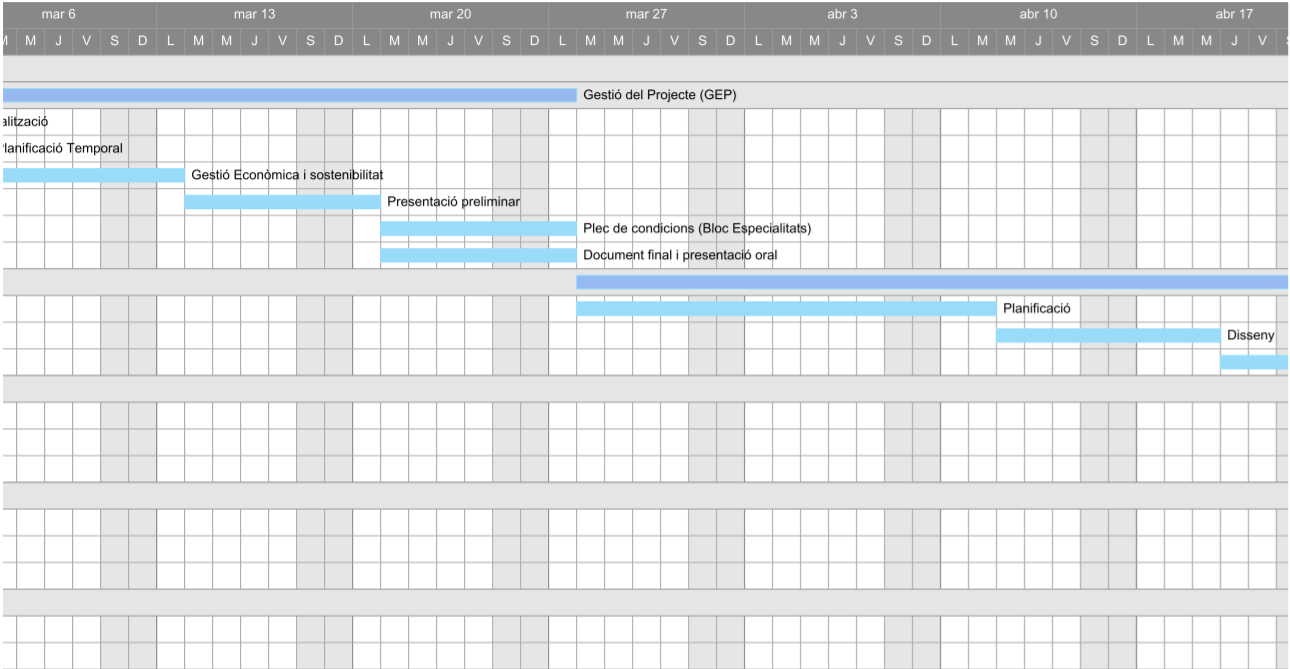 mar 6 mar 13 mar 20 mar 27 abr 3 abr 10 abr 17
M M J V S D L M M J V S D L M M J V S D L M M J V S D L M M J V S D L M M J V S D L M M J V S
Gestió del Projecte (GEP)
alització
Planificació Temporal
Gestió Econòmica i sostenibilitat
Presentació preliminar
Plec de condicions (Bloc Especialitats)
Document final i presentació oral
Planificació
Disseny